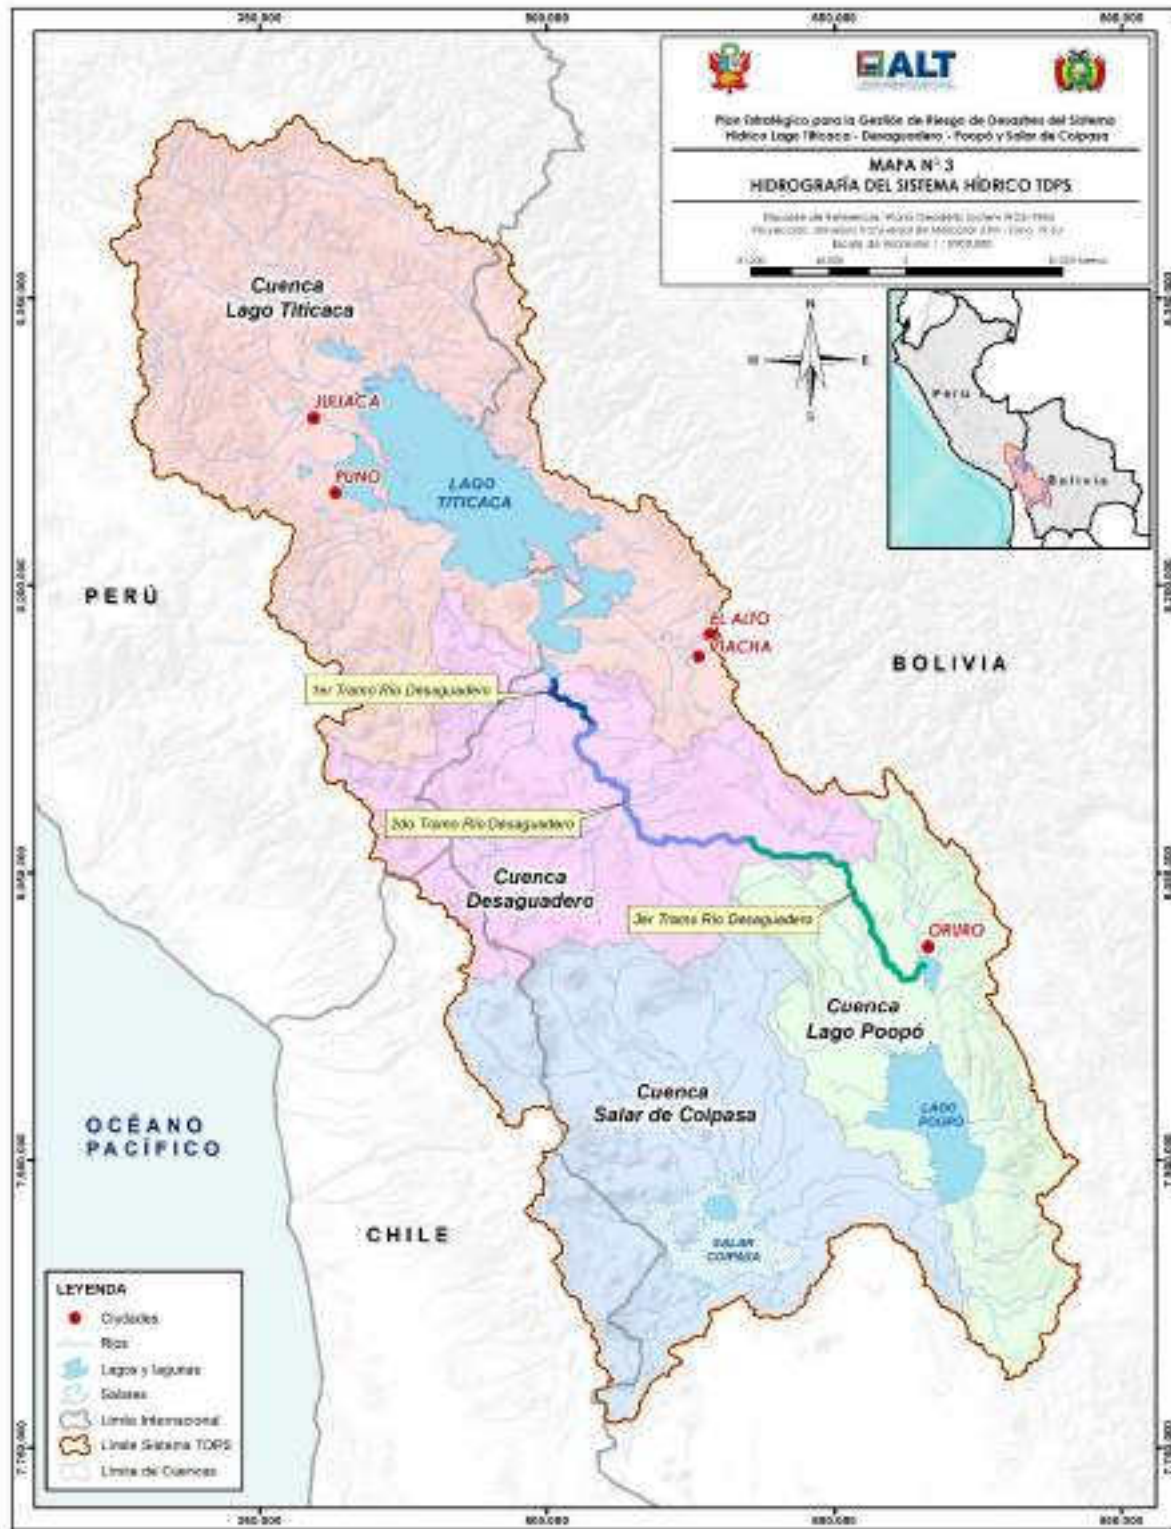 ALT
Plan Estratégico para la Gestión de Riesgo de Desastres del Sistema
Hídrico Lago Titicaca - Desaguadero - Poopó y Salar de Coipasa
MAPA N° 3
HIDROGRAFÍA DEL SISTEMA HÍDRICO TDPS
N
W
E
S
Perú
Bolivia
Cuenca
Lago Titicaca
JULIACA
PUNO
LAGO
TITICACA
PERÚ
EL ALTO
VIACHA
BOLIVIA
1er Tramo Río Desaguadero
2do Tramo Río Desaguadero
Cuenca
Desaguadero
3er Tramo Río Desaguadero
ORURO
Cuenca
Lago Poopó
Cuenca
Salar de Coipasa
LAGO
POOPÓ
OCÉANO
PACÍFICO
SALAR
COIPASA
CHILE
LEYENDA
Ciudades
Ríos
Lagos y lagunas
Salares
Límite Internacional
Límite Sistema TDPS
Límite de Cuencas